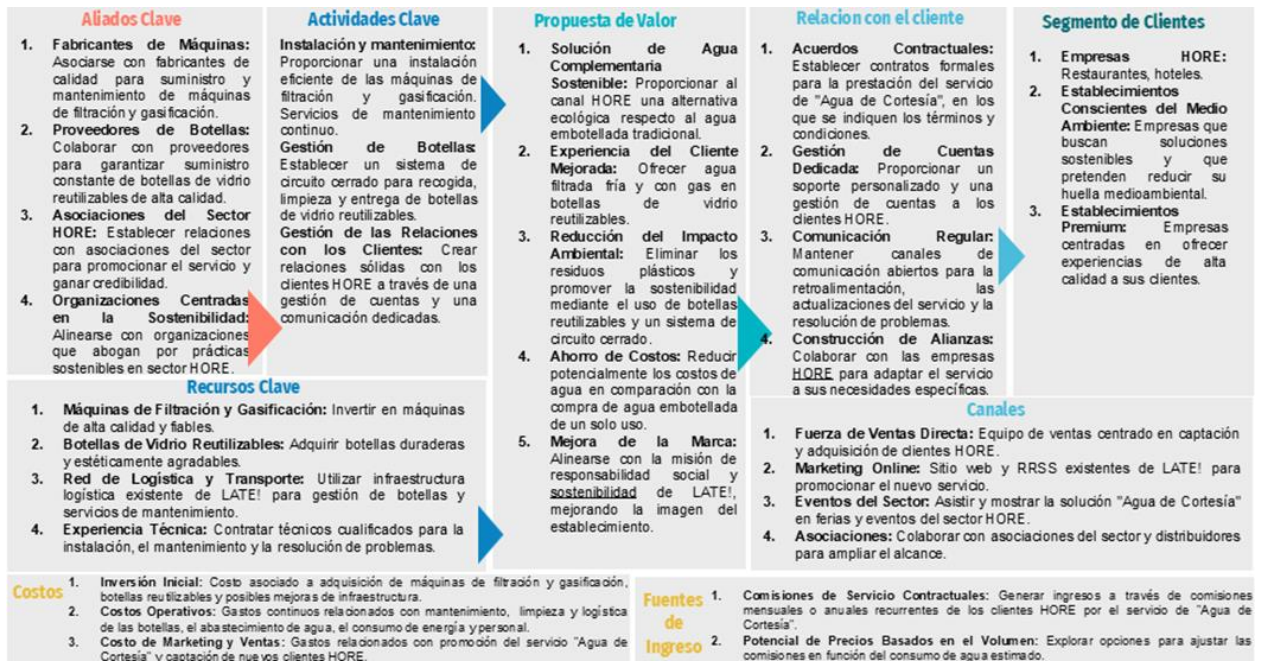 Aliados Clave
1. Fabricantes de Máquinas:
Asociarse con fabricantes de
calidad para suministro y
mantenimiento de máquinas
de filtración y gasificación.
2. Proveedores de Botellas:
Colaborar con proveedores
para garantizar suministro
constante de botellas de vidrio
reutilizables de alta calidad.
3. Asociaciones del Sector
HORE: Establecer relaciones
con asociaciones del sector
para promocionar el servicio y
ganar credibilidad.
4. Organizaciones Centradas
en la Sostenibilidad:
Alinearse con organizaciones
que abogan por prácticas
sostenibles en sector HORE.
Actividades Clave
Instalación y mantenimiento:
Proporcionar una instalación
eficiente de las máquinas de
filtración y gasificación.
Servicios de mantenimiento
continuo.
Gestión de Botellas:
Establecer un sistema de
circuito cerrado para recogida,
limpieza y entrega de botellas
de vidrio reutilizables.
Gestión de las Relaciones
con los Clientes: Crear
relaciones sólidas con los
clientes HORE a través de una
gestión de cuentas y una
comunicación dedicadas.
Recursos Clave
1. Máquinas de Filtración y Gasificación: Invertir en máquinas
de alta calidad y fiables.
2. Botellas de Vidrio Reutilizables: Adquirir botellas duraderas
y estéticamente agradables.
3. Red de Logística y Transporte: Utilizar infraestructura
logística existente de LATE! para gestión de botellas y
servicios de mantenimiento.
4. Experiencia Técnica: Contratar técnicos cualificados para la
instalación, el mantenimiento y la resolución de problemas.
Propuesta de Valor
1. Solución de Agua
Complementaria
Sostenible: Proporcionar al
canal HORE una alternativa
ecológica respecto al agua
embotellada tradicional.
2. Experiencia del Cliente
Mejorada: Ofrecer agua
filtrada fría y con gas en
botellas de vidrio
reutilizables.
3. Reducción del Impacto
Ambiental: Eliminar los
residuos plásticos y
promover la sostenibilidad
mediante el uso de botellas
reutilizables y un sistema de
circuito cerrado.
4. Ahorro de Costos: Reducir
potencialmente los costos de
agua en comparación con la
compra de agua embotellada
de un solo uso.
5. Mejora de la Marca:
Alinearse con la misión de
responsabilidad social y
sostenibilidad de LATE!,
mejorando la imagen del
establecimiento.
Relacion con el cliente
1. Acuerdos Contractuales:
Establecer contratos formales
para la prestación del servicio
de "Agua de Cortesía", en los
que se indiquen los términos y
condiciones.
2. Gestión de Cuentas
Dedicada: Proporcionar un
soporte personalizado y una
gestión de cuentas a los
clientes HORE.
3. Comunicación Regular:
Mantener canales de
comunicación abiertos para la
retroalimentación, las
actualizaciones del servicio y la
resolución de problemas.
4. Construcción de Alianzas:
Colaborar con las empresas
HORE para adaptar el servicio
a sus necesidades específicas.
Segmento de Clientes
1. Empresas HORE:
Restaurantes, hoteles.
2. Establecimientos
Conscientes del Medio
Ambiente: Empresas que
buscan soluciones
sostenibles y que
pretenden reducir su
huella medioambiental.
3. Establecimientos
Premium: Empresas
centradas en ofrecer
experiencias de alta
calidad a sus clientes.
Canales
1. Fuerza de Ventas Directa: Equipo de ventas centrado en captación
y adquisición de clientes HORE.
2. Marketing Online: Sitio web y RRSS existentes de LATE! para
promocionar el nuevo servicio.
3. Eventos del Sector: Asistir y mostrar la solución "Agua de Cortesía"
en ferias y eventos del sector HORE.
4. Asociaciones: Colaborar con asociaciones del sector y distribuidores
para ampliar el alcance.
Costos
1. Inversión Inicial: Costo asociado a adquisición de máquinas de filtración y gasificación,
botellas reutilizables y posibles mejoras de infraestructura.
2. Costos Operativos: Gastos continuos relacionados con mantenimiento, limpieza y logística
de las botellas, el abastecimiento de agua, el consumo de energía y personal.
3. Costo de Marketing y Ventas: Gastos relacionados con promoción del servicio "Agua de
Cortesía" y captación de nuevos clientes HORE.
Fuentes
de
Ingreso
1. Comisiones de Servicio Contractuales: Generar ingresos a través de comisiones
mensuales o anuales recurrentes de los clientes HORE por el servicio de "Agua de
Cortesía".
2. Potencial de Precios Basados en el Volumen: Explorar opciones para ajustar las
comisiones en función del consumo de agua estimado.